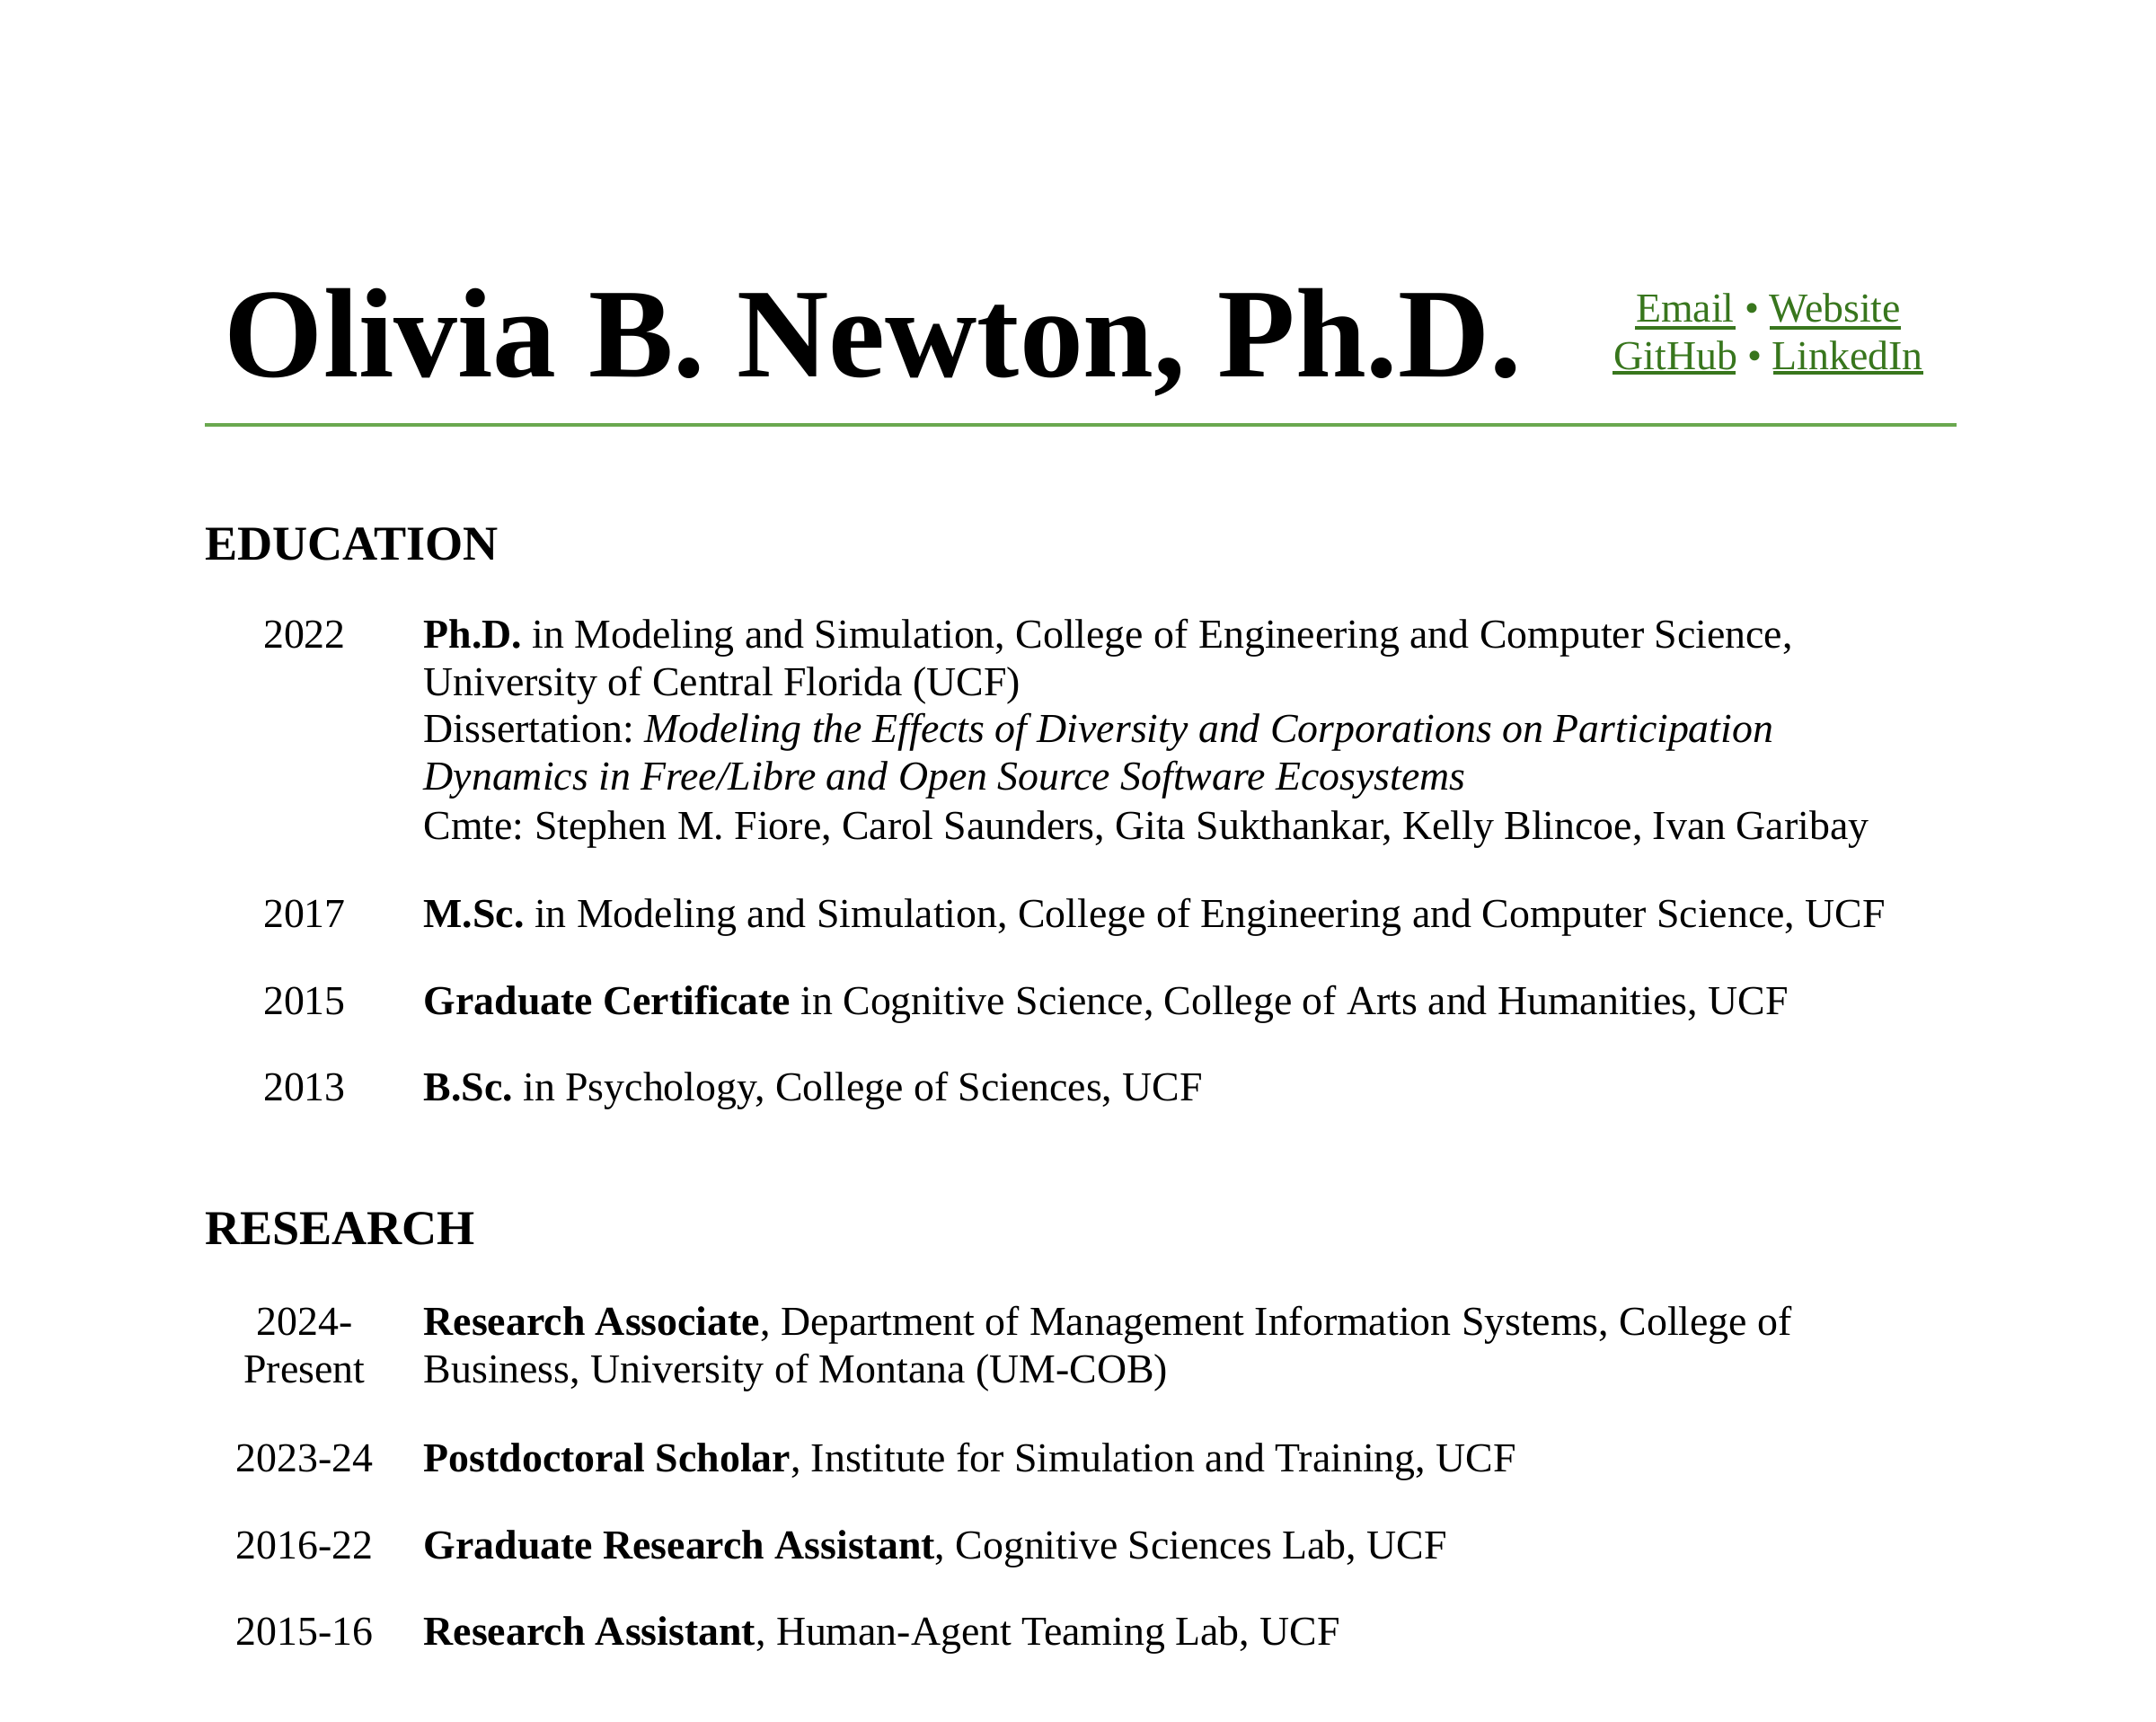 Olivia B. Newton, Ph.D.
Email • Website
GitHub • LinkedIn
EDUCATION
2022 Ph.D. in Modeling and Simulation, College of Engineering and Computer Science,
University of Central Florida (UCF)
Dissertation: Modeling the Effects of Diversity and Corporations on Participation
Dynamics in Free/Libre and Open Source Software Ecosystems
Cmte: Stephen M. Fiore, Carol Saunders, Gita Sukthankar, Kelly Blincoe, Ivan Garibay
2017 M.Sc. in Modeling and Simulation, College of Engineering and Computer Science, UCF
2015 Graduate Certificate in Cognitive Science, College of Arts and Humanities, UCF
2013 B.Sc. in Psychology, College of Sciences, UCF
RESEARCH
2024- Research Associate, Department of Management Information Systems, College of
Present Business, University of Montana (UM-COB)
2023-24 Postdoctoral Scholar, Institute for Simulation and Training, UCF
2016-22 Graduate Research Assistant, Cognitive Sciences Lab, UCF
2015-16 Research Assistant, Human-Agent Teaming Lab, UCF